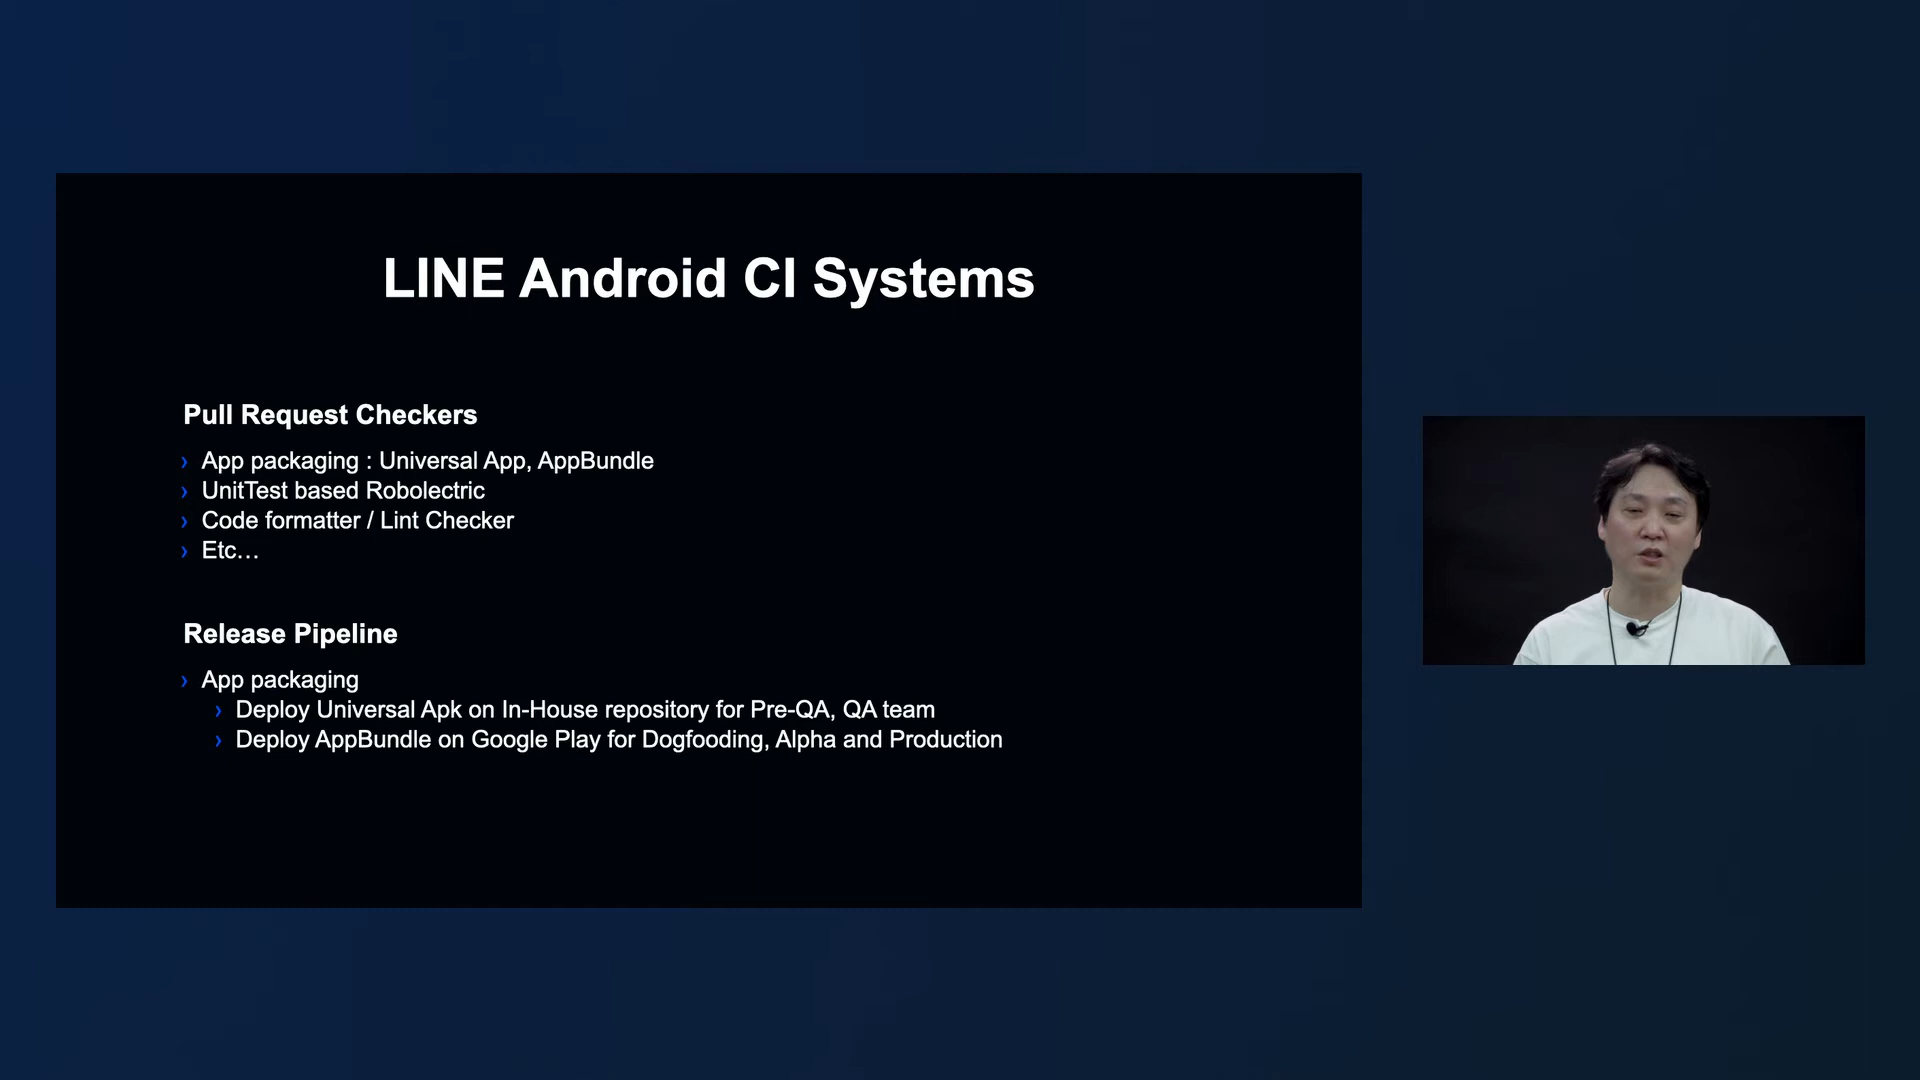 LINE Android CI Systems
Pull Request Checkers
› App packaging : Universal App, AppBundle
› UnitTest based Robolectric
› Code formatter / Lint Checker
› Etc…
Release Pipeline
› App packaging
› Deploy Universal Apk on In-House repository for Pre-QA, QA team
› Deploy AppBundle on Google Play for Dogfooding, Alpha and Production